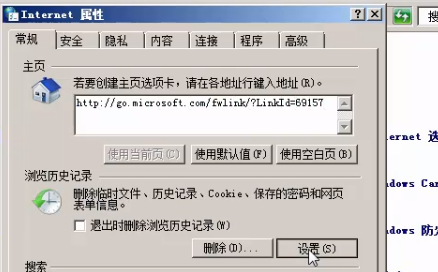 Internet 属性
常规 安全 隐私 内容 连接 程序 高级
主页
若要创建主页选项卡，请在各地址行键入地址(R)。
http://go.microsoft.com/fwlink/?LinkId=69157
使用当前页(C) 使用默认值(F) 使用空白页(B)
浏览历史记录
删除临时文件、历史记录、Cookie、保存的密码和网页
表单信息。
退出时删除浏览历史记录(W)
删除(D)... 设置(S)
搜索
搜
ernet 选
dows Car
dows 防